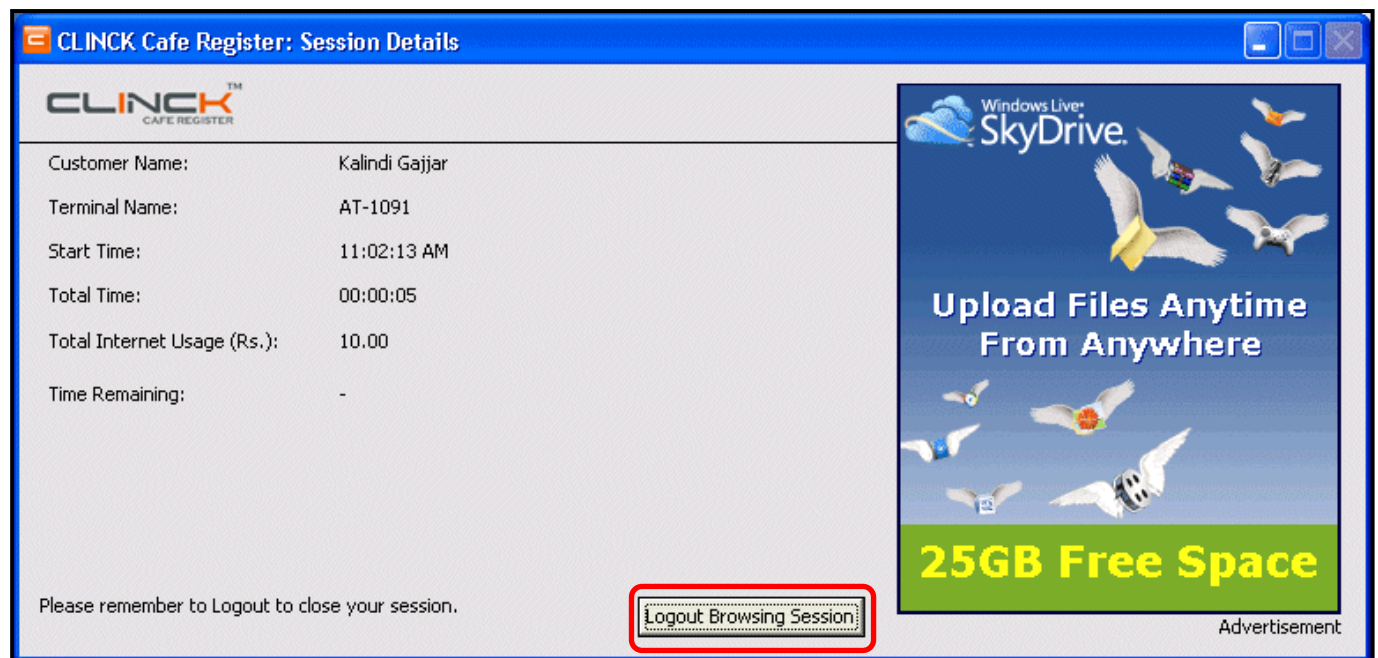 CLINCK Cafe Register: Session Details
CLINCK™
CAFE REGISTER
Customer Name: Kalindi Gajjar
Terminal Name: AT-1091
Start Time: 11:02:13 AM
Total Time: 00:00:05
Total Internet Usage (Rs.): 10.00
Time Remaining: -
Please remember to Logout to close your session.
Logout Browsing Session
Windows Live
SkyDrive
Upload Files Anytime
From Anywhere
25GB Free Space
Advertisement